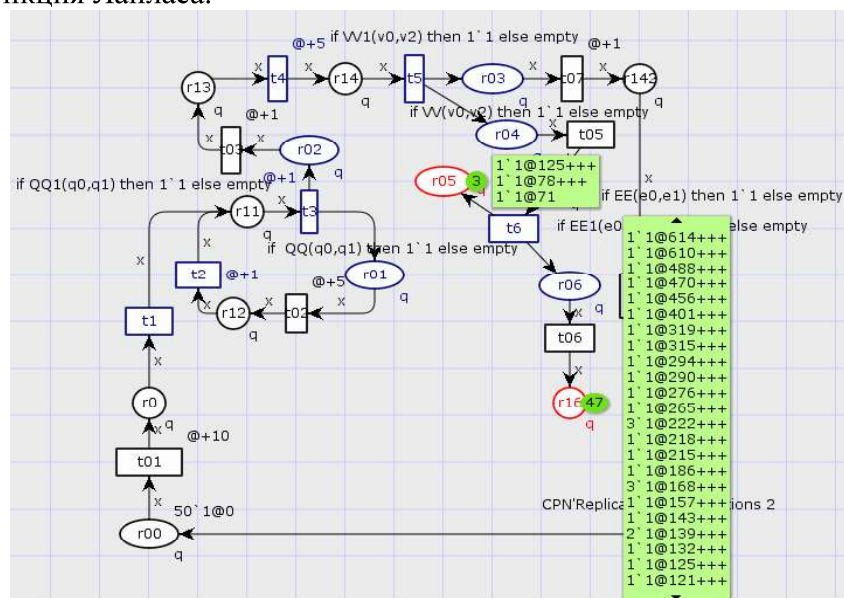 нкция Лапласа.
@+5 if VV1(v0,v2) then 1`1 else empty
@+1
x x x x x
t4 r14 t5 r03 t07 r142
r13
q q q q
@+1 if VV(v0,v2) then 1`1 else empty
x x x
t03 r02 r04 t05
q
if QQ1(q0,q1) then 1`1 else empty @+1
r05 3
1`1@125+++
1`1@78+++
1`1@71
x
r11 t3
q
if EE(e0,e1) then 1`1 else empty
t6
if EE1(e0
else empty
x x
if QQ(q0,q1) then 1`1 else empty
t2 @+1
r01
q
@+5
x x x
r12 t02
q
t1
r06
q
x
t06
x
r16 47
q
x
r0
q
x
@+10
t01
x
50`1@0
r00
q
CPN'Replica
ions 2
1`1@614+++
1`1@610+++
1`1@488+++
1`1@470+++
1`1@456+++
1`1@401+++
1`1@319+++
1`1@315+++
1`1@294+++
1`1@290+++
1`1@276+++
1`1@265+++
3`1@222+++
1`1@218+++
1`1@215+++
1`1@186+++
3`1@168+++
1`1@157+++
1`1@143+++
2`1@139+++
1`1@132+++
1`1@125+++
1`1@121+++